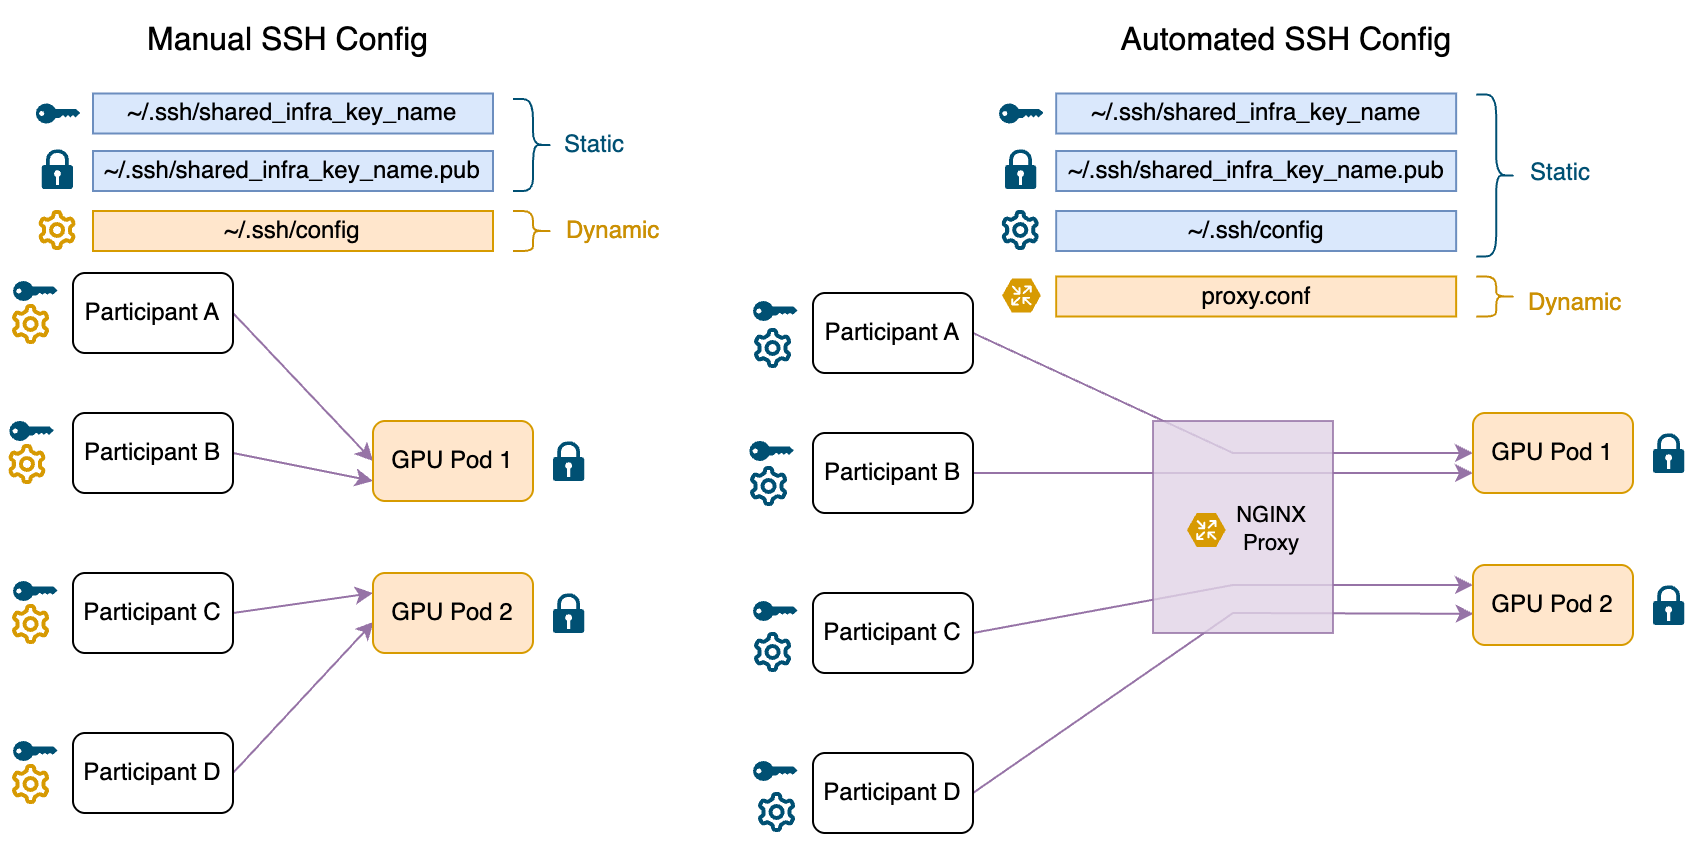 Manual SSH Config
~/.ssh/shared_infra_key_name
~/.ssh/shared_infra_key_name.pub
Static
~/.ssh/config
Dynamic
Participant A
Participant B
GPU Pod 1
Participant C
GPU Pod 2
Participant D
Automated SSH Config
~/.ssh/shared_infra_key_name
~/.ssh/shared_infra_key_name.pub
Static
~/.ssh/config
proxy.conf
Dynamic
Participant A
Participant B
GPU Pod 1
NGINX
Proxy
Participant C
GPU Pod 2
Participant D